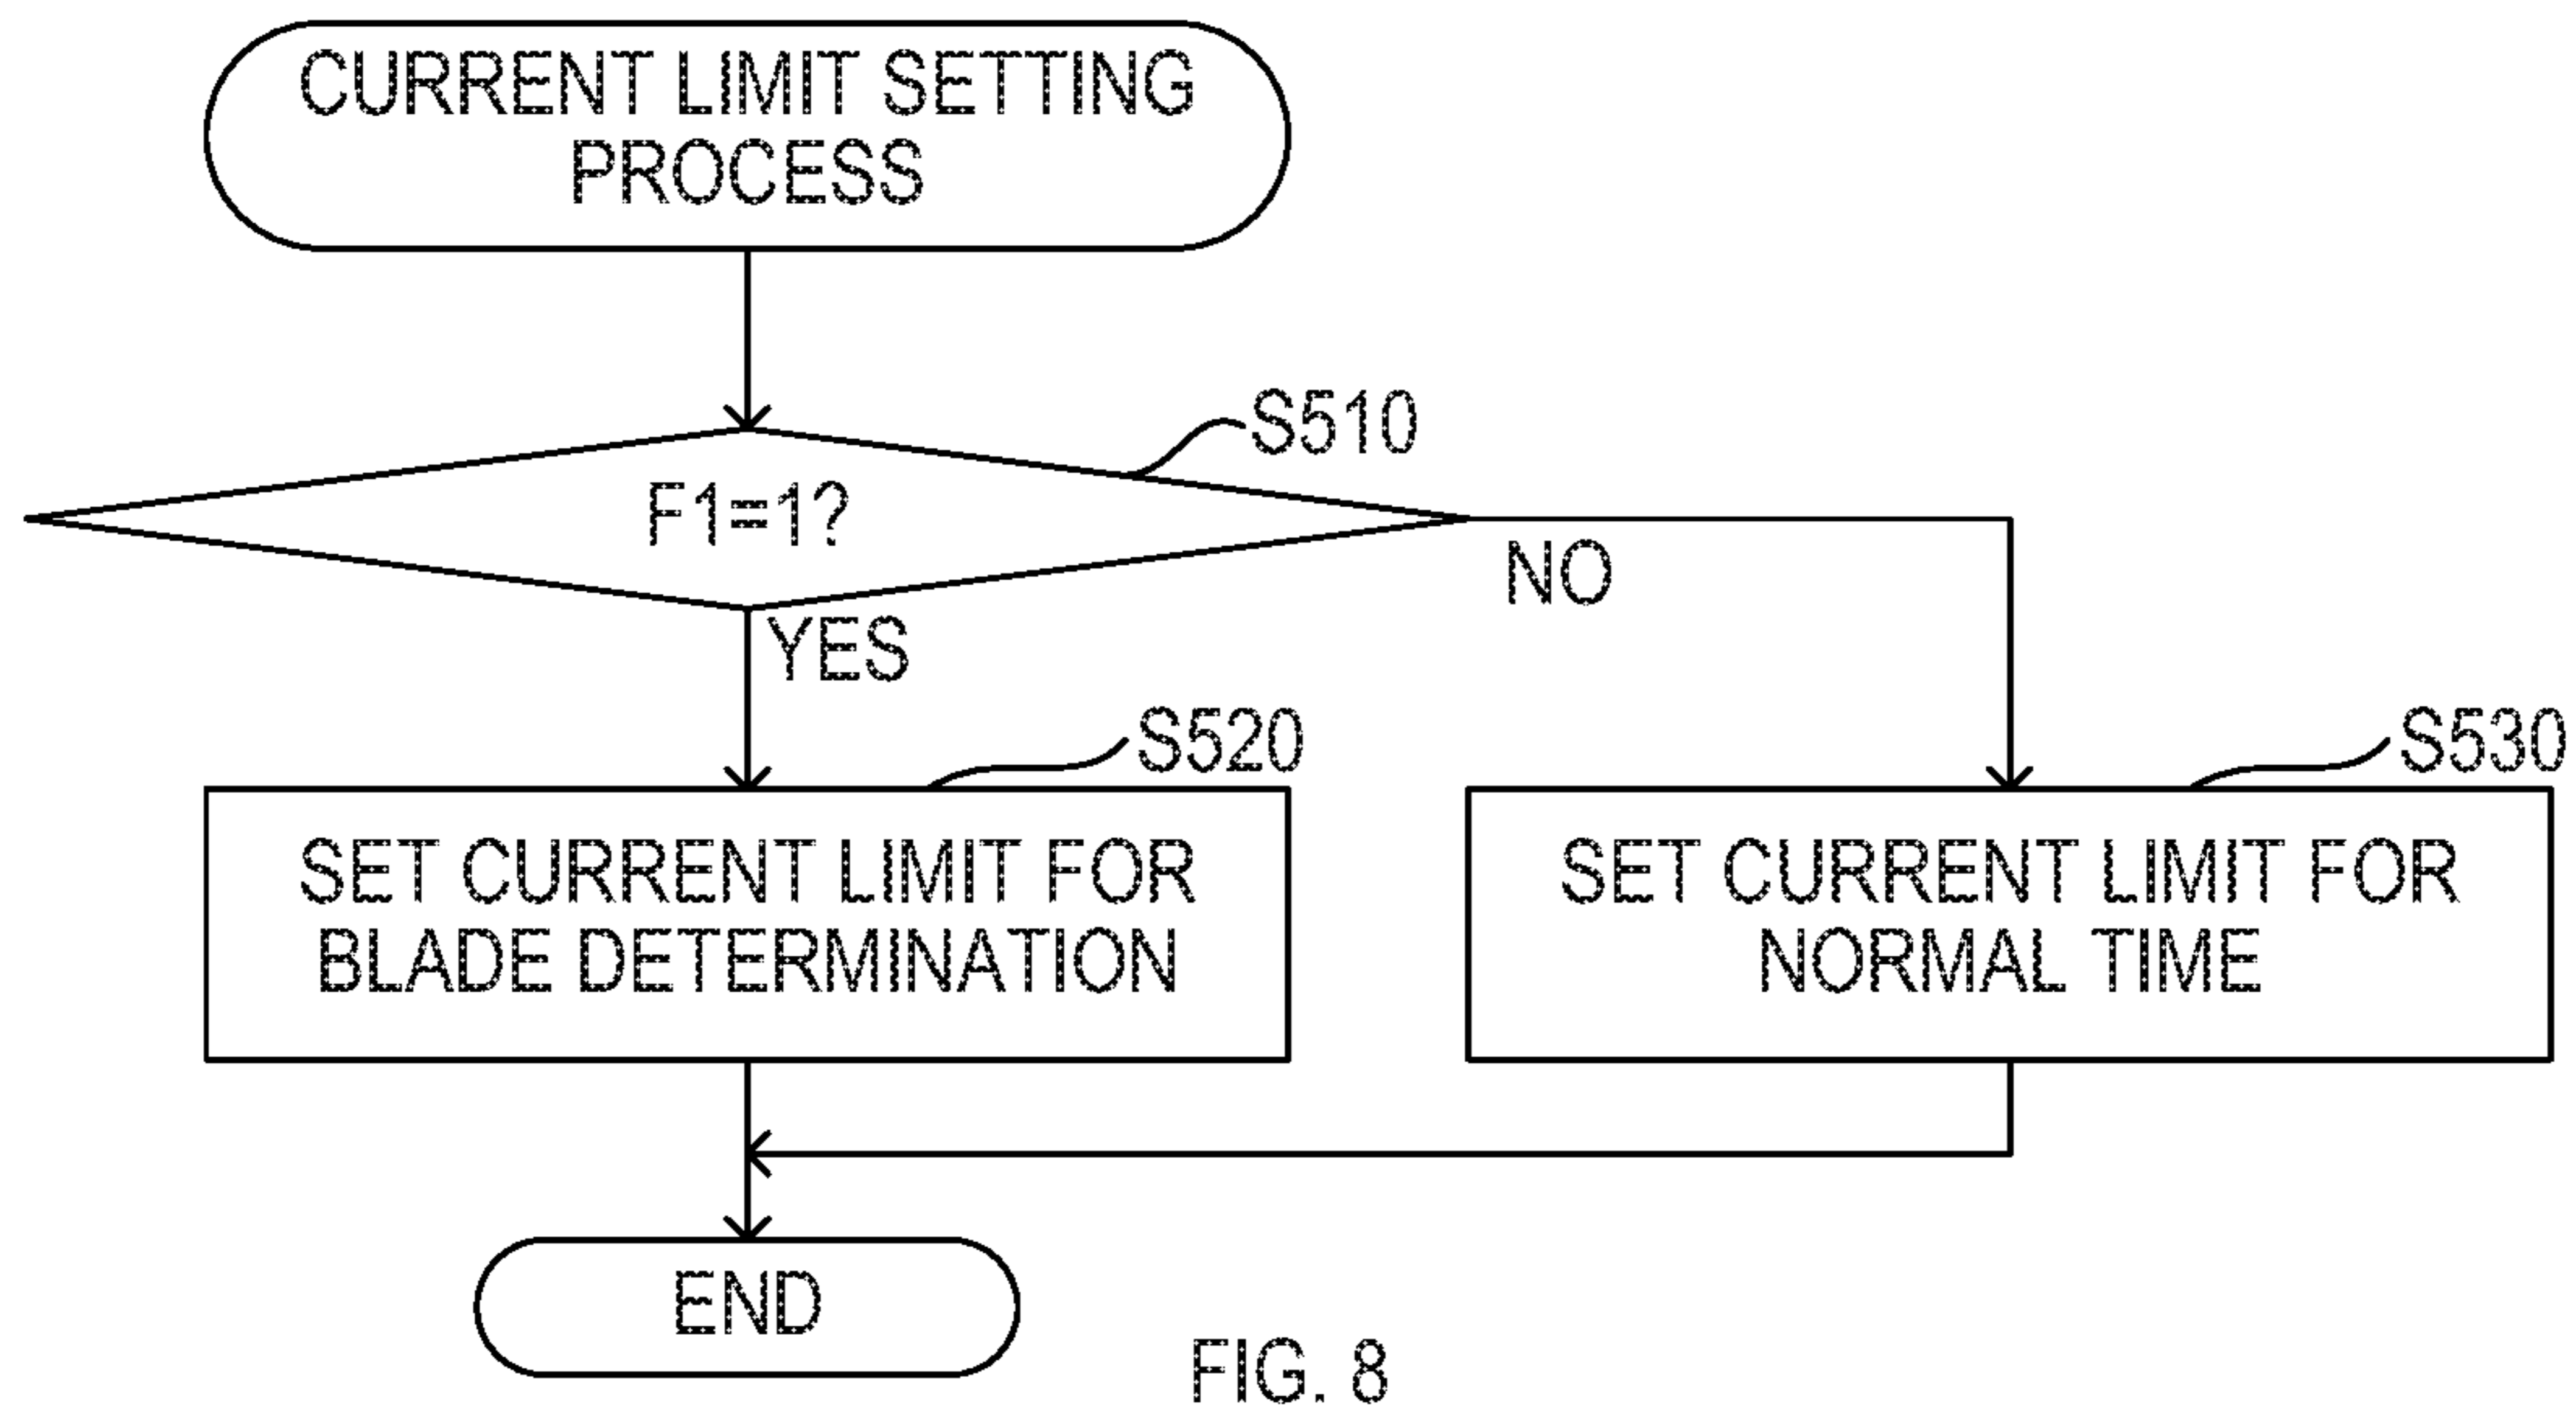 CURRENT LIMIT SETTING
PROCESS
S510
F1=1?
NO
YES
S520
S530
SET CURRENT LIMIT FOR
BLADE DETERMINATION
SET CURRENT LIMIT FOR
NORMAL TIME
END
FIG. 8